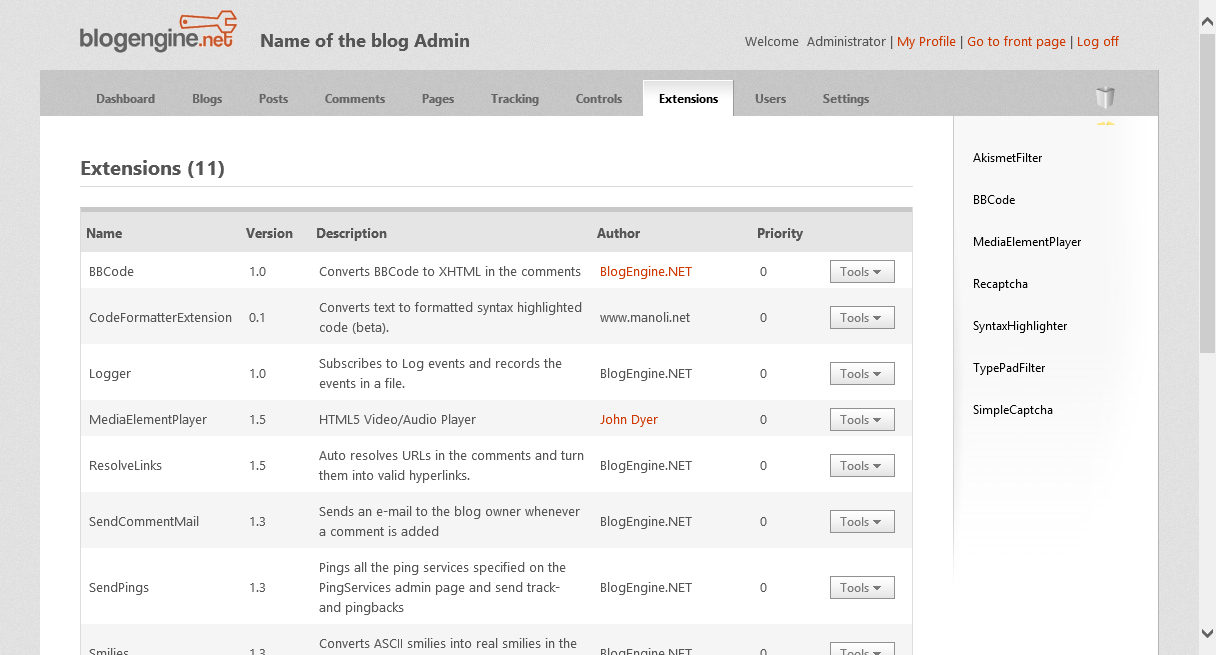 blogengine.net
Name of the blog Admin
Welcome Administrator | My Profile | Go to front page | Log off
Dashboard Blogs Posts Comments Pages Tracking Controls Extensions Users Settings
Extensions (11)
Name Version Description Author Priority
BBCode 1.0 Converts BBCode to XHTML in the comments BlogEngine.NET 0 Tools
CodeFormatterExtension 0.1 Converts text to formatted syntax highlighted
code (beta). www.manoli.net 0 Tools
Logger 1.0 Subscribes to Log events and records the
events in a file. BlogEngine.NET 0 Tools
MediaElementPlayer 1.5 HTML5 Video/Audio Player John Dyer 0 Tools
ResolveLinks 1.5 Auto resolves URLs in the comments and turn
them into valid hyperlinks. BlogEngine.NET 0 Tools
SendCommentMail 1.3 Sends an e-mail to the blog owner whenever
a comment is added BlogEngine.NET 0 Tools
SendPings 1.3 Pings all the ping services specified on the
PingServices admin page and send track-
and pingbacks BlogEngine.NET 0 Tools
Smilies 1.3 Converts ASCII smilies into real smilies in the
BlogEngine.NET 0 Tools
AkismetFilter
BBCode
MediaElementPlayer
Recaptcha
SyntaxHighlighter
TypePadFilter
SimpleCaptcha